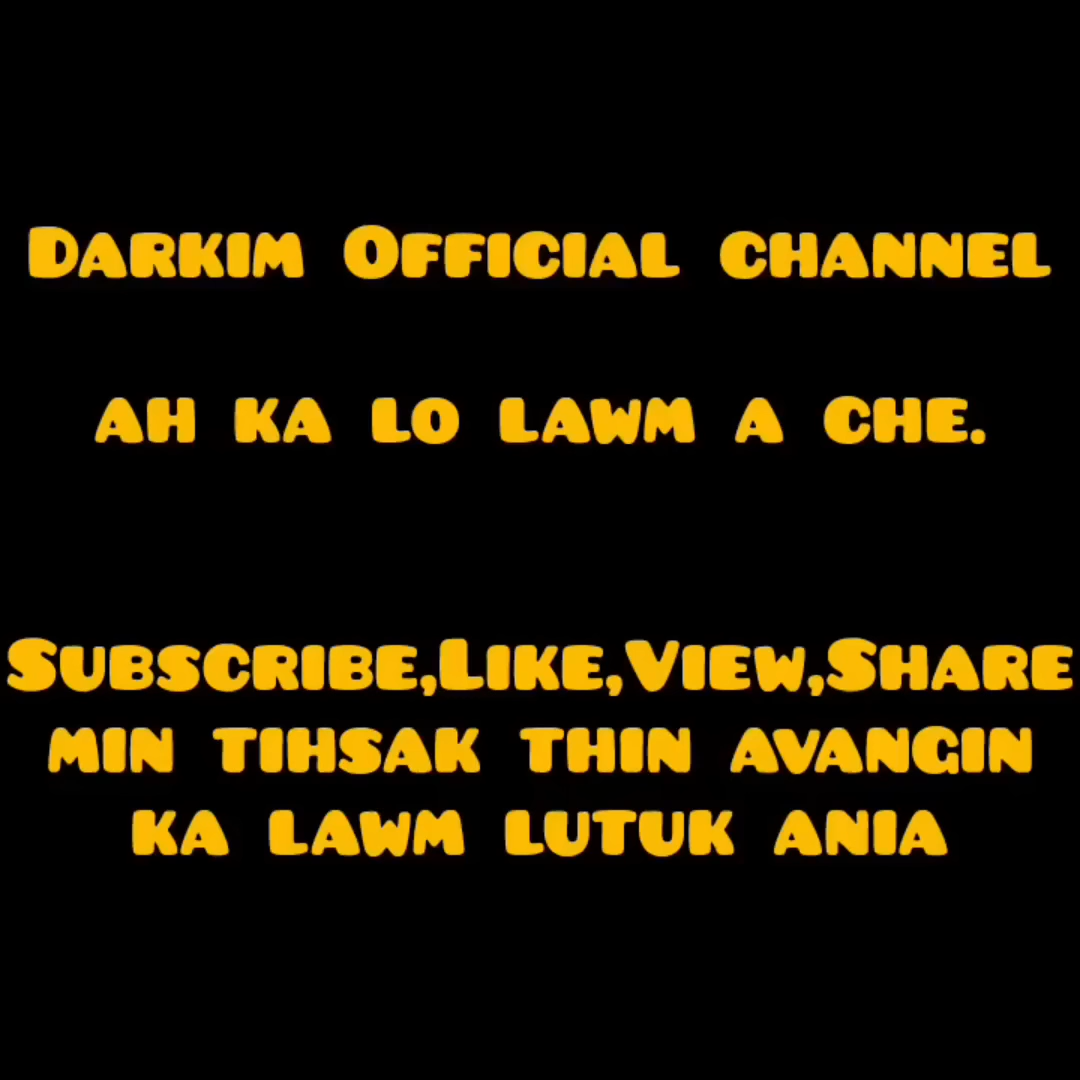 Darkim Official channel
ah ka lo lawm a che.
Subscribe,Like,View,Share
min tihsak thin avangin
ka lawm lutuk ania